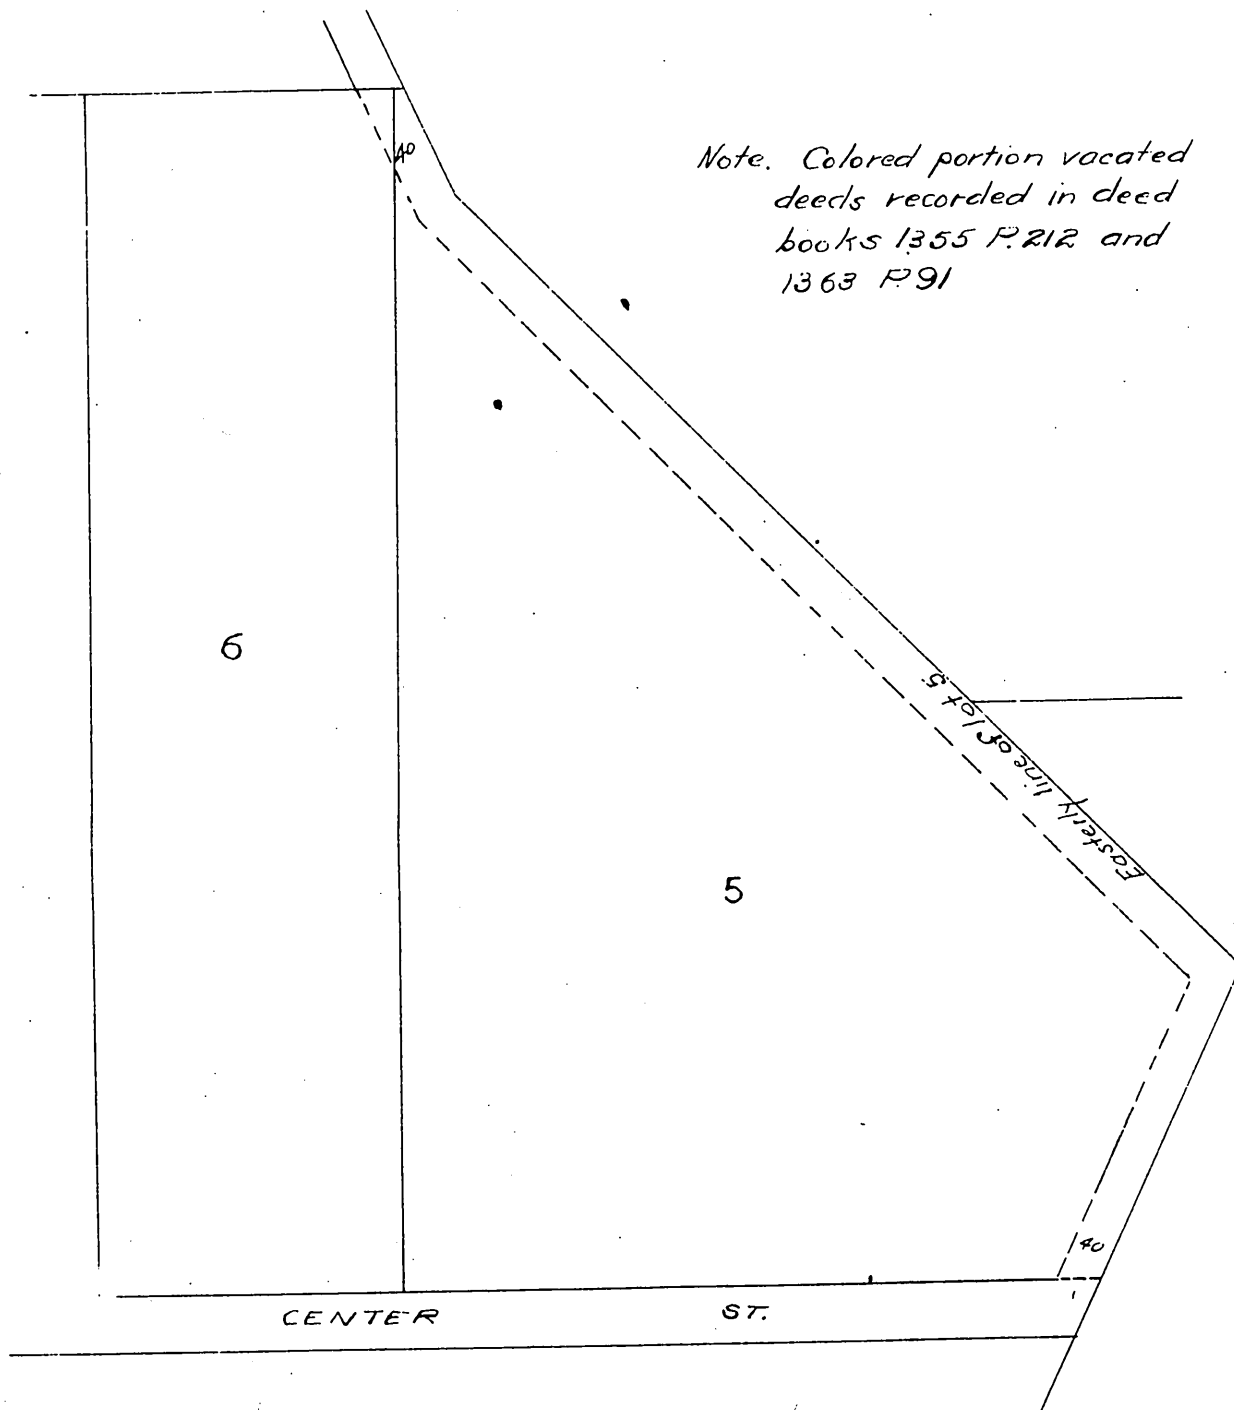 40
Note. Colored portion vacated
deeds recorded in deed
books 1355 P. 212 and
1363 P 91
6
Easterly line of lot 5.
5
40
CENTER ST.